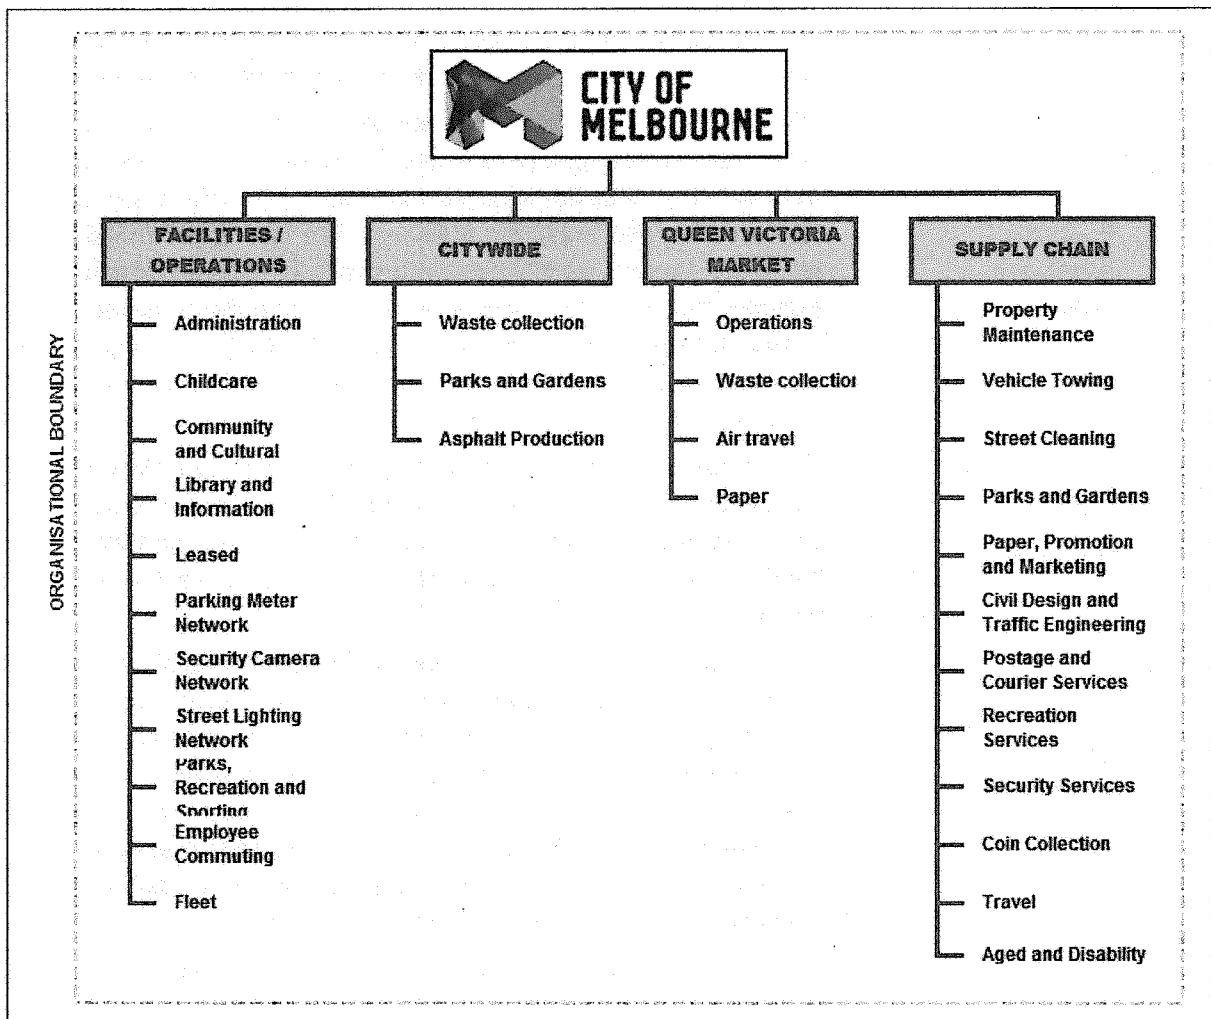 CITY OF
MELBOURNE
ORGANISATIONAL BOUNDARY
FACILITIES /
OPERATIONS
Administration
Childcare
Community
and Cultural
Library and
Information
Leased
Parking Meter
Network
Security Camera
Network
Street Lighting
Network
Parks,
Recreation and
Sporting
Employee
Commuting
Fleet
CITYWIDE
Waste collection
Parks and Gardens
Asphalt Production
QUEEN VICTORIA
MARKET
Operations
Waste collection
Air travel
Paper
SUPPLY CHAIN
Property
Maintenance
Vehicle Towing
Street Cleaning
Parks and Gardens
Paper, Promotion
and Marketing
Civil Design and
Traffic Engineering
Postage and
Courier Services
Recreation
Services
Security Services
Coin Collection
Travel
Aged and Disability